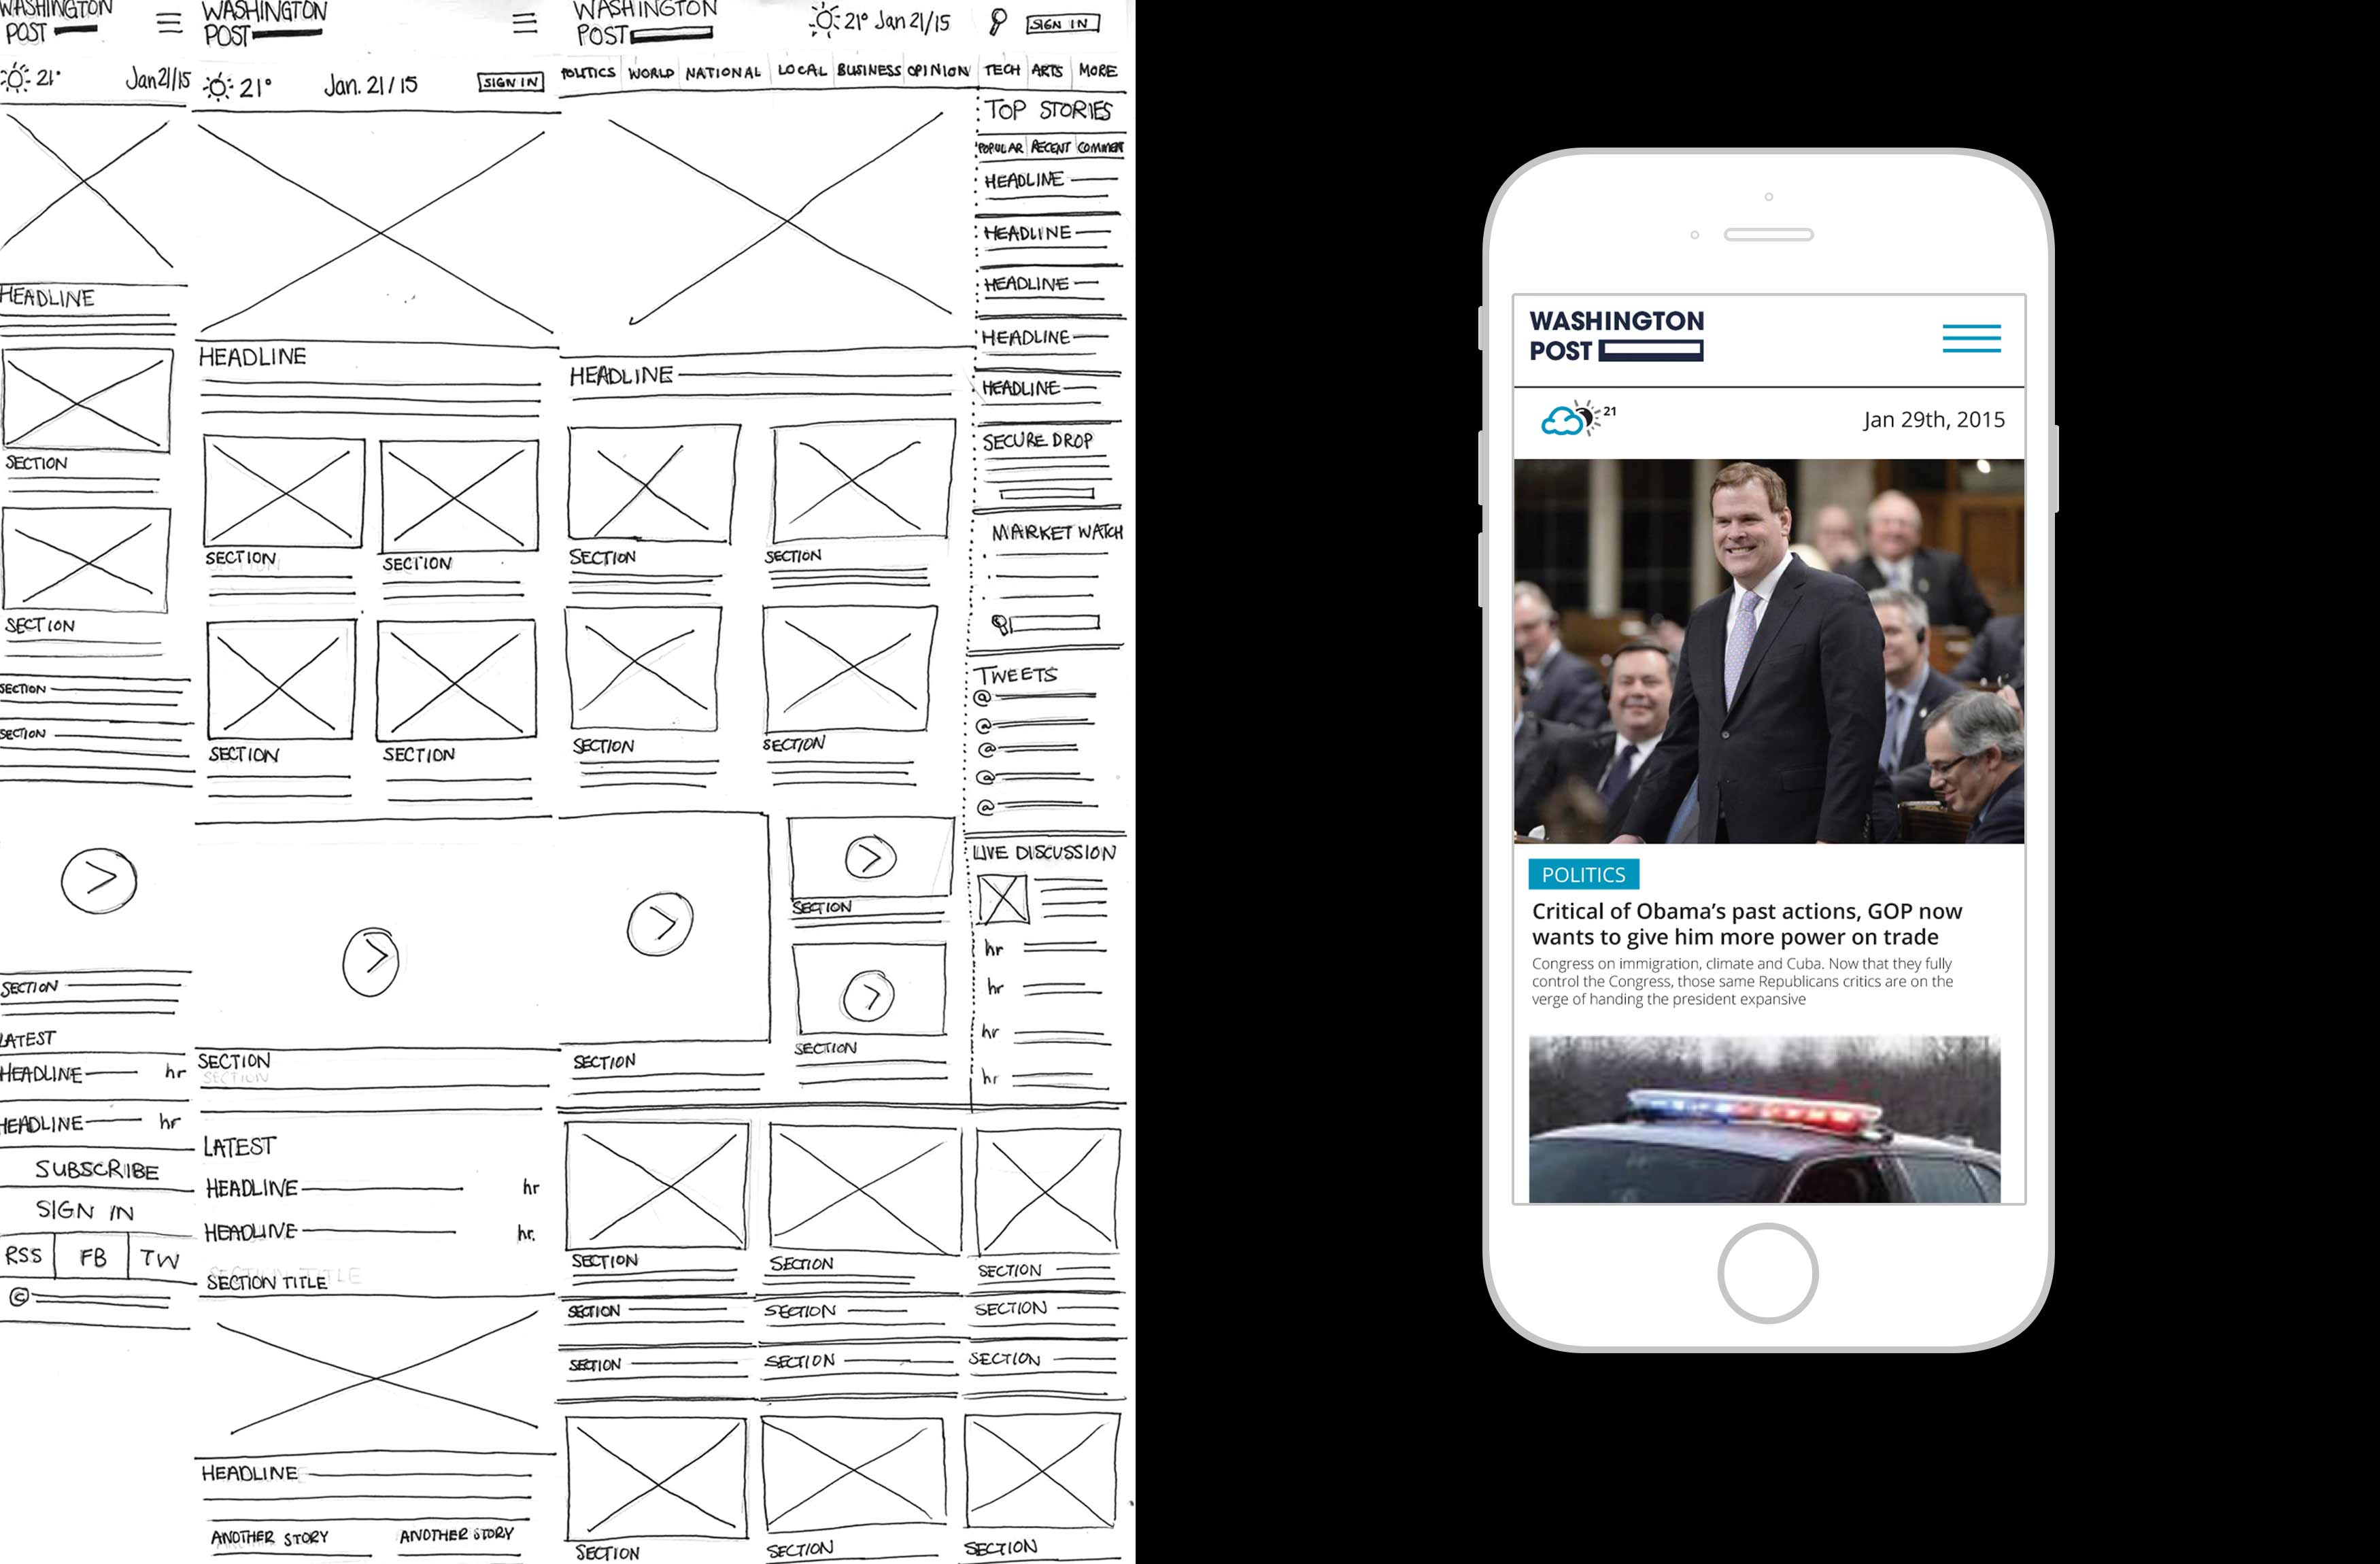 WASHINGTON
POST
21°
Jan 21/15
HEADLINE
SECTION
SECTION
SECTION
SECTION
SECTION
LATEST
HEADLINE hr
HEADLINE hr
SUBSCRIBE
SIGN IN
RSS FB TW
©
WASHINGTON
POST
21° Jan. 21/15 SIGN IN
HEADLINE
SECTION SECTION
SECTION SECTION
SECTION
LATEST
HEADLINE hr
HEADLINE hr.
SECTION TITLE
HEADLINE
ANOTHER STORY ANOTHER STORY
WASHINGTON
POST
21° Jan 21/15 SIGN IN
POLITICS WORLD NATIONAL LOCAL BUSINESS OPINION TECH ARTS MORE
HEADLINE
SECTION SECTION
SECTION SECTION
SECTION
SECTION
SECTION
TOP STORIES
POPULAR RECENT COMMENT
HEADLINE
HEADLINE
HEADLINE
HEADLINE
HEADLINE
SECURE DROP
MARKET WATCH
TWEETS
@
@
@
@
@
LIVE DISCUSSION
hr
hr
hr
hr
SECTION SECTION SECTION
SECTION SECTION SECTION
SECTION SECTION SECTION
SECTION SECTION SECTION
WASHINGTON
POST
21
Jan 29th, 2015
POLITICS
Critical of Obama’s past actions, GOP now
wants to give him more power on trade
Congress on immigration, climate and Cuba. Now that they fully
control the Congress, those same Republicans critics are on the
verge of handing the president expansive